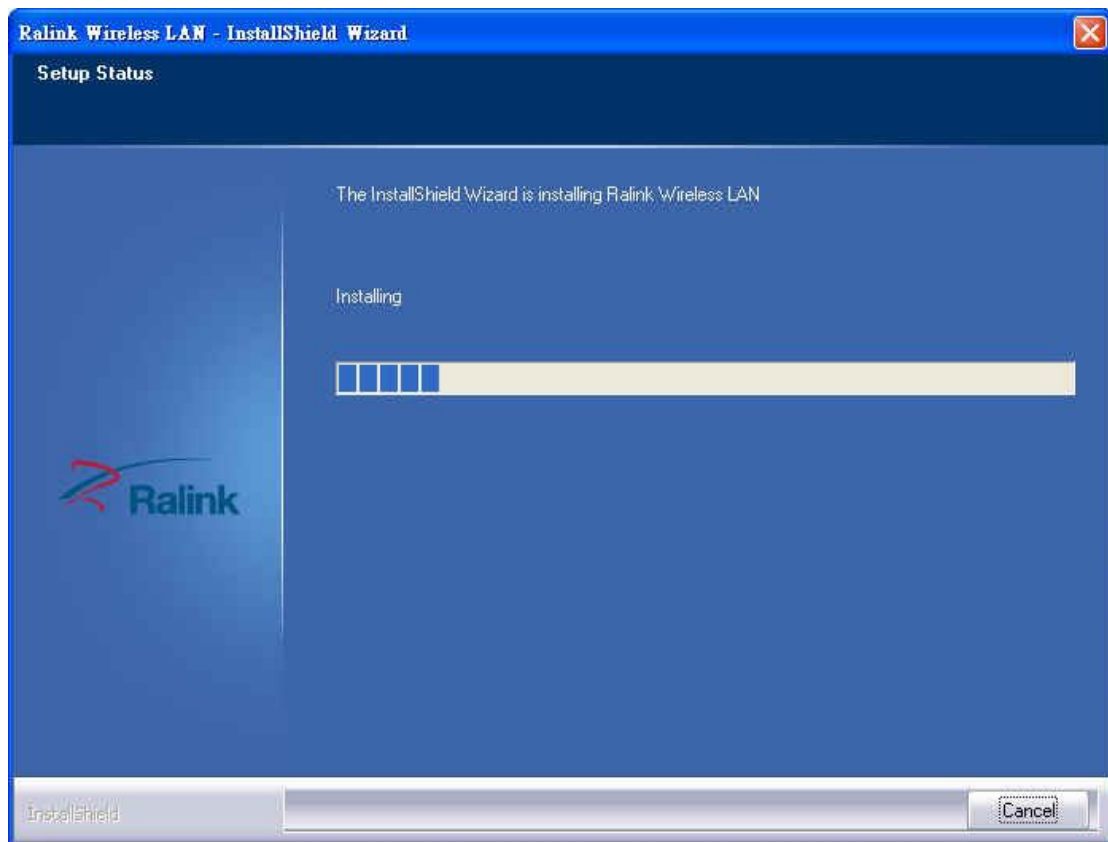 Ralink Wireless LAN - InstallShield Wizard
Setup Status
The InstallShield Wizard is installing Ralink Wireless LAN
Installing
Ralink
InstallShield
Cancel